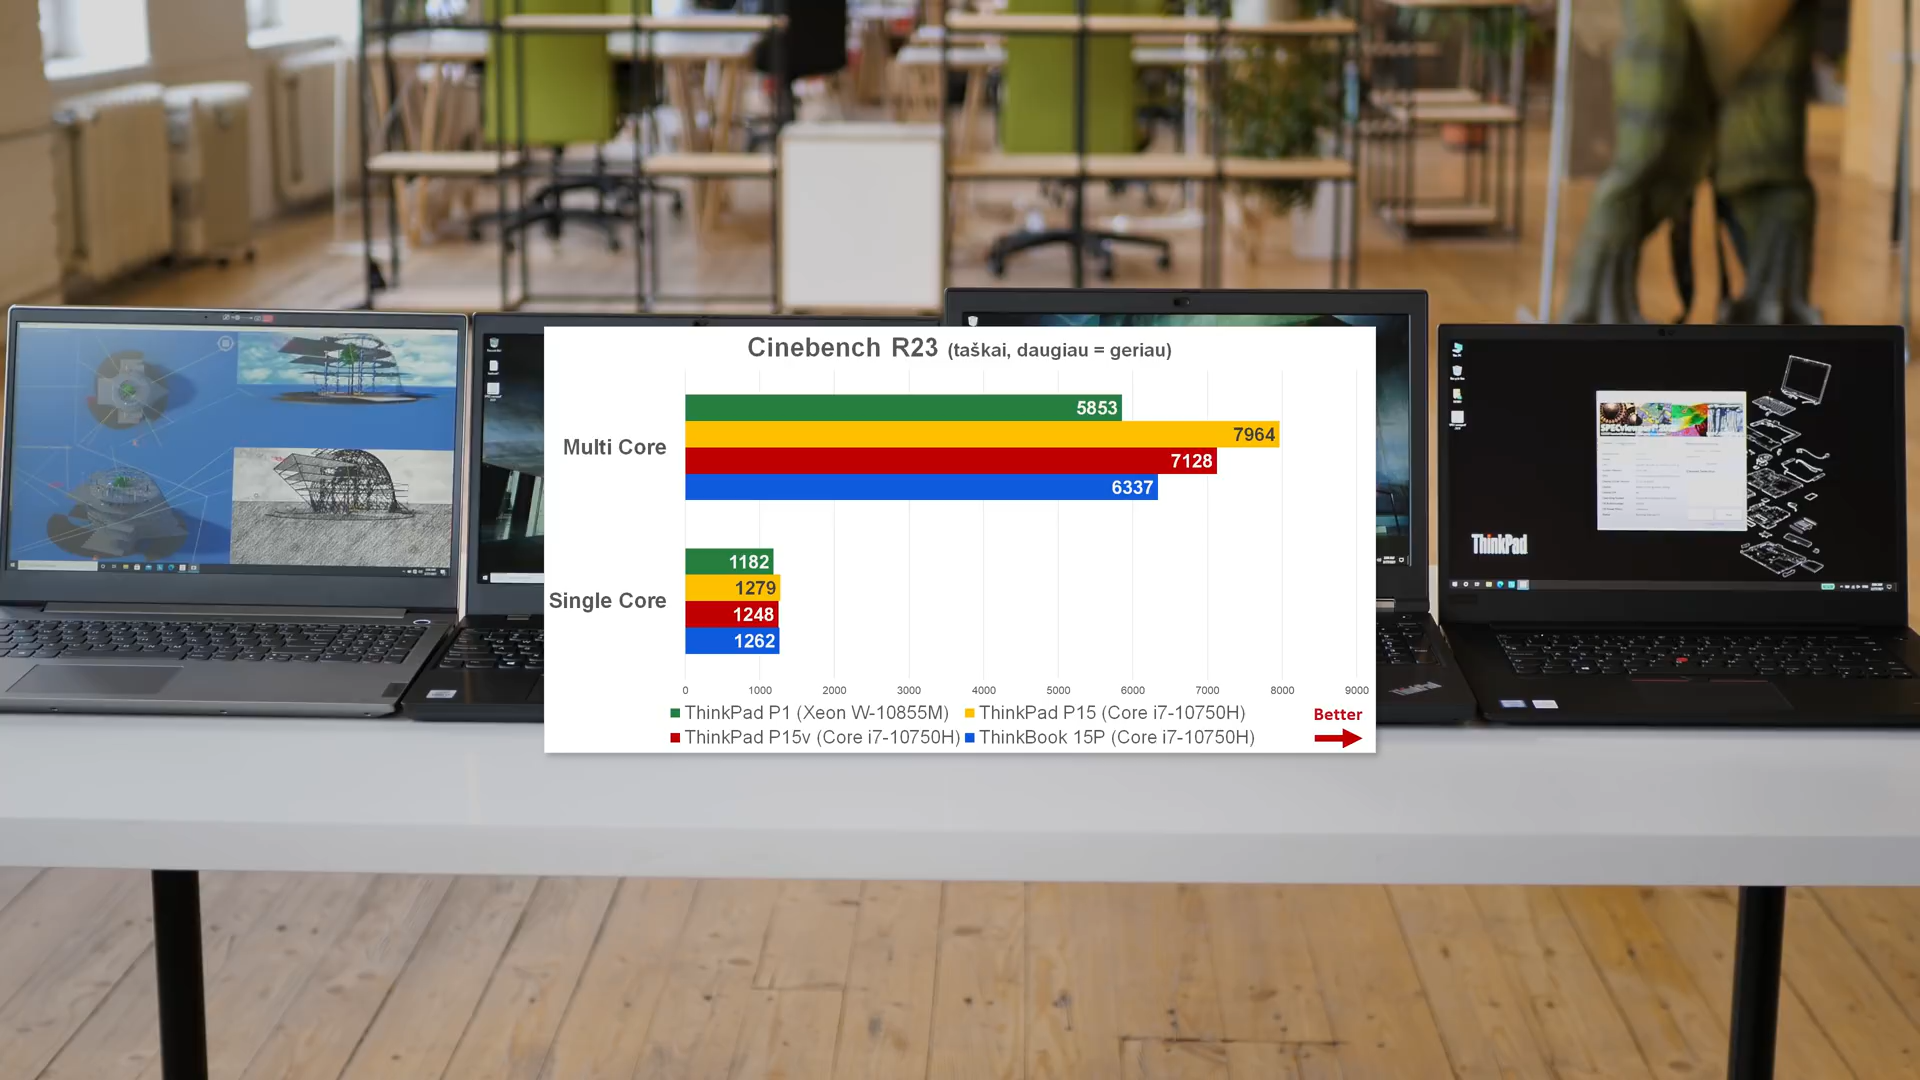 Cinebench R23 (taškai, daugiau = geriau)
Multi Core
5853
7964
7128
6337
Single Core
1182
1279
1248
1262
0 1000 2000 3000 4000 5000 6000 7000 8000 9000
ThinkPad P1 (Xeon W-10855M) ThinkPad P15 (Core i7-10750H)
ThinkPad P15v (Core i7-10750H) ThinkBook 15P (Core i7-10750H)
Better
ThinkPad
ThinkPad